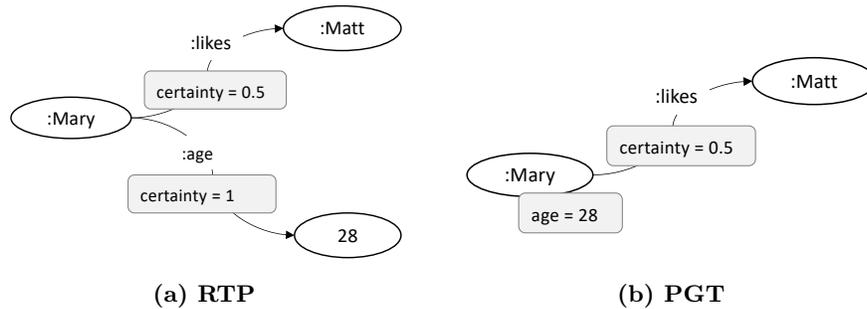 :Matt
:likes
certainty = 0.5
:Mary
:age
certainty = 1
28
(a) RTP
:Matt
:likes
certainty = 0.5
:Mary
age = 28
(b) PGT